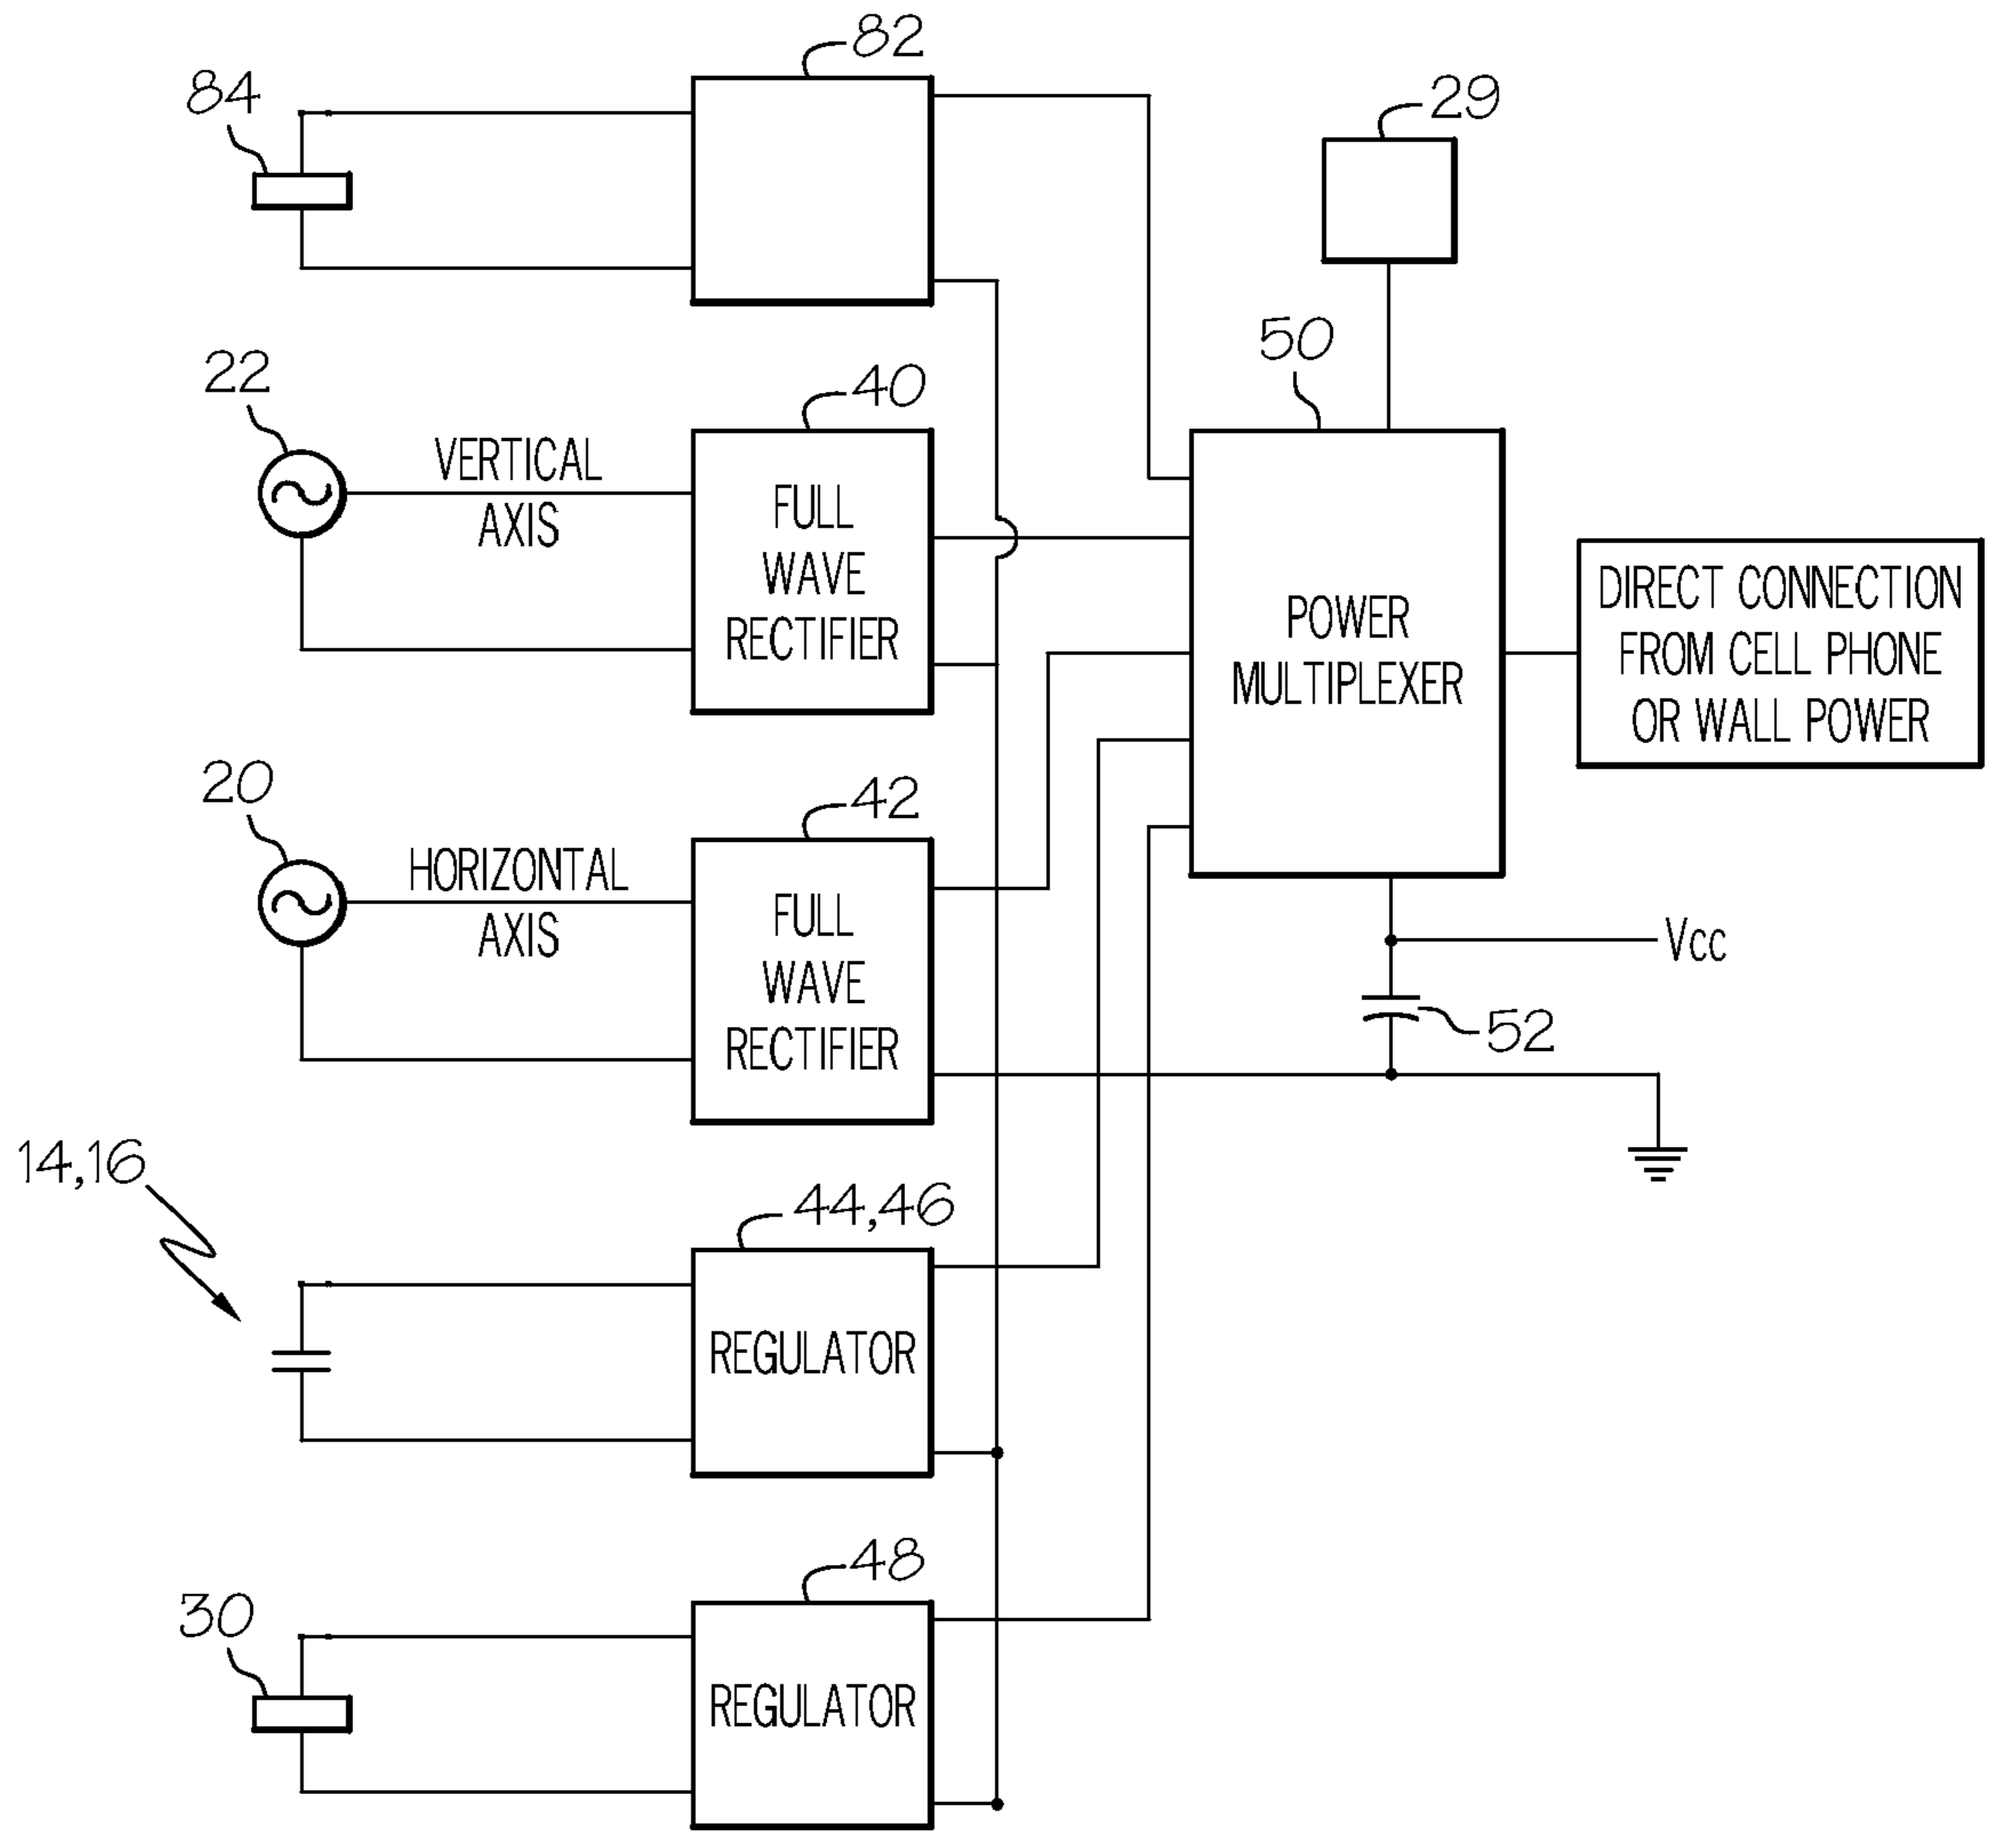 82
84
29
50
22
40
VERTICAL
AXIS
FULL
WAVE
RECTIFIER
POWER
MULTIPLEXER
DIRECT CONNECTION
FROM CELL PHONE
OR WALL POWER
20
42
HORIZONTAL
AXIS
FULL
WAVE
RECTIFIER
Vcc
52
14,16
44,46
REGULATOR
48
30
REGULATOR